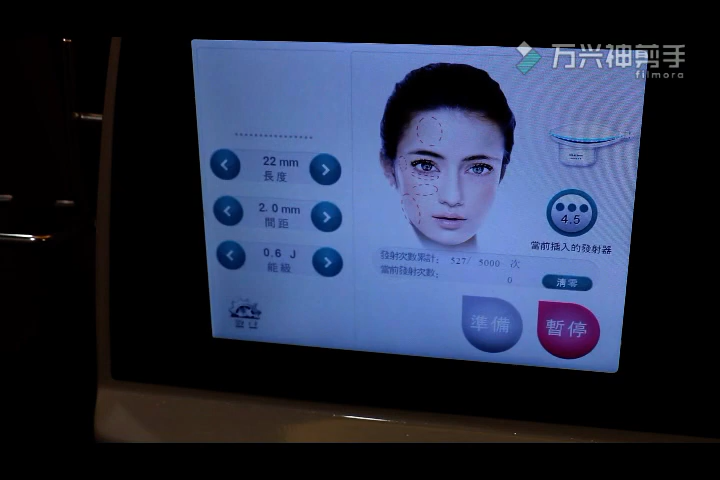 万兴神剪手
filmora
22 mm
長度
2.0 mm
間距
0.6 J
能級
4.5
當前插入的發射器
發射次數累計: 527/ 5000 次
當前發射次數: 0
清零
準備
暫停